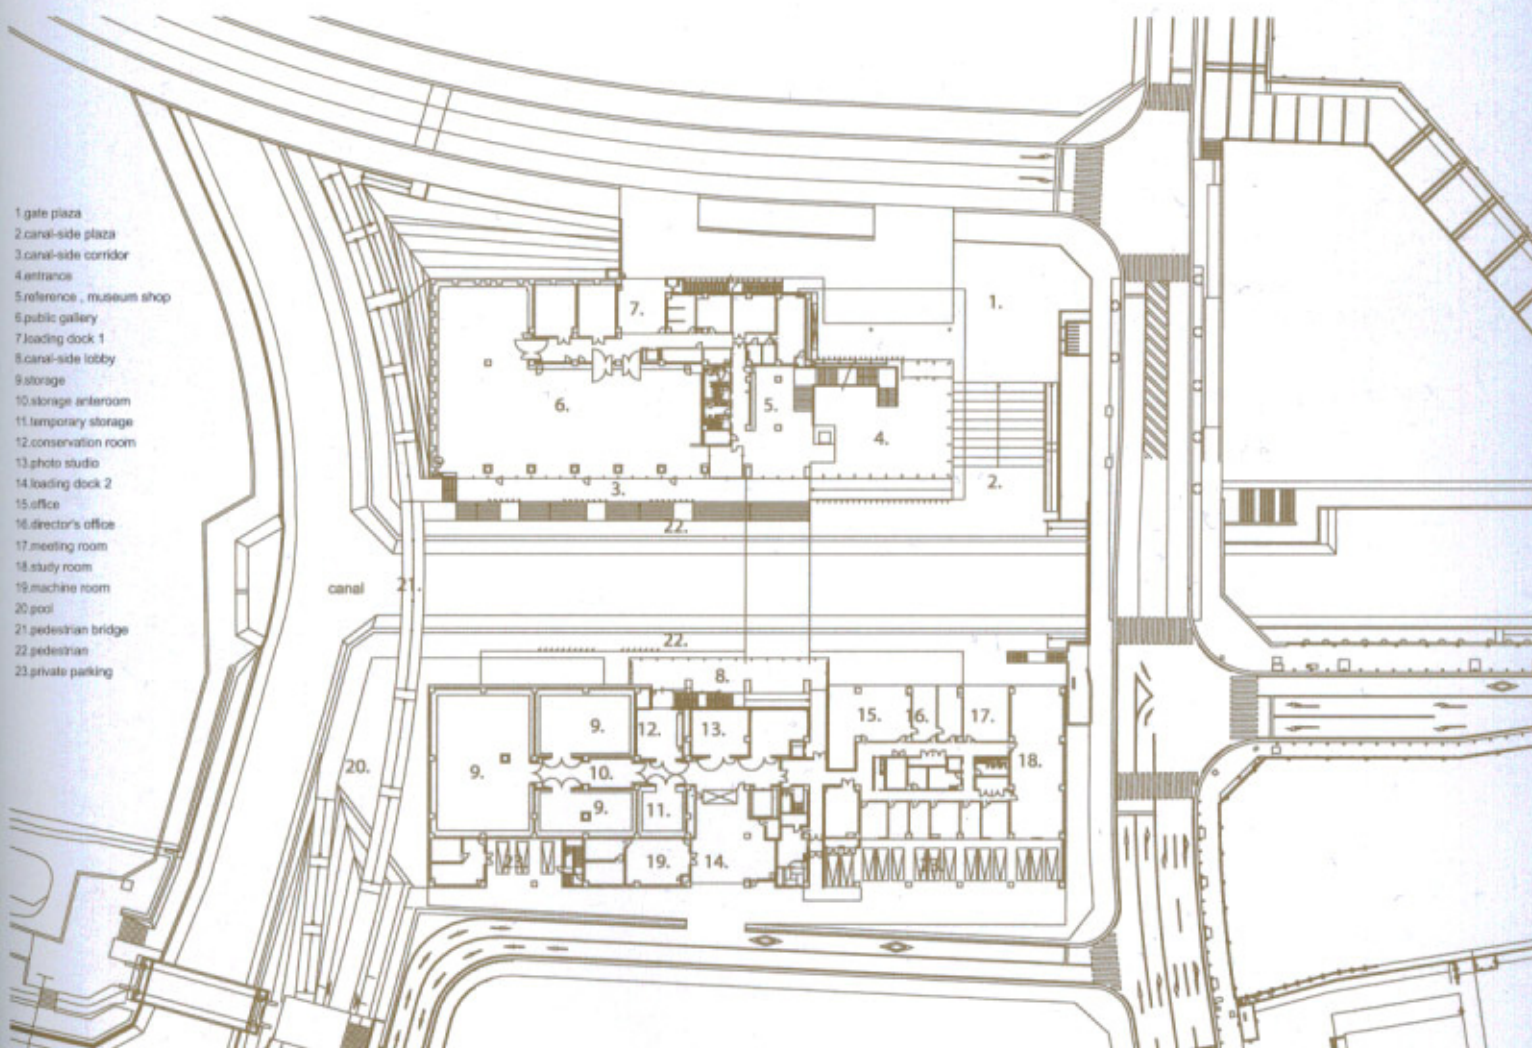 1.gate plaza
2.canal-side plaza
3.canal-side corridor
4.entrance
5.reference , museum shop
6.public gallery
7.loading dock 1
8.canal-side lobby
9.storage
10.storage anteroom
11.temporary storage
12.conservation room
13.photo studio
14.loading dock 2
15.office
16.director's office
17.meeting room
18.study room
19.machine room
20.pool
21.pedestrian bridge
22.pedestrian
23.private parking
1.
7.
6.
5.
4.
2.
3.
22.
canal
21.
22.
8.
15.
16.
17.
9.
12.
13.
18.
20.
9.
10.
9.
11.
19.
14.
23.
23.